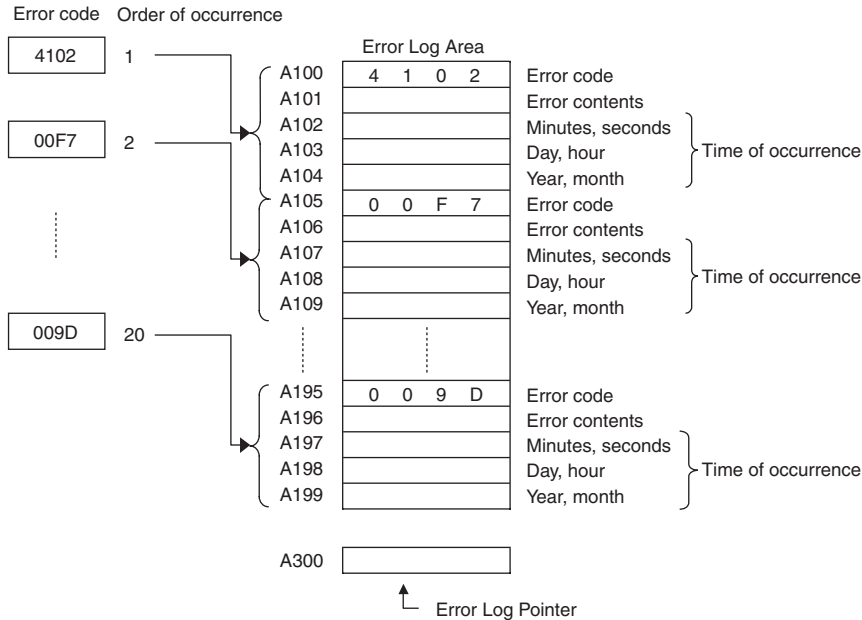 Error code Order of occurrence
4102 1
Error Log Area
A100 4 1 0 2 Error code
A101 Error contents
00F7 2
A102 Minutes, seconds
A103 Day, hour Time of occurrence
A104 Year, month
A105 0 0 F 7 Error code
A106 Error contents
A107 Minutes, seconds
A108 Day, hour Time of occurrence
A109 Year, month
009D 20
A195 0 0 9 D Error code
A196 Error contents
A197 Minutes, seconds
A198 Day, hour Time of occurrence
A199 Year, month
A300
Error Log Pointer